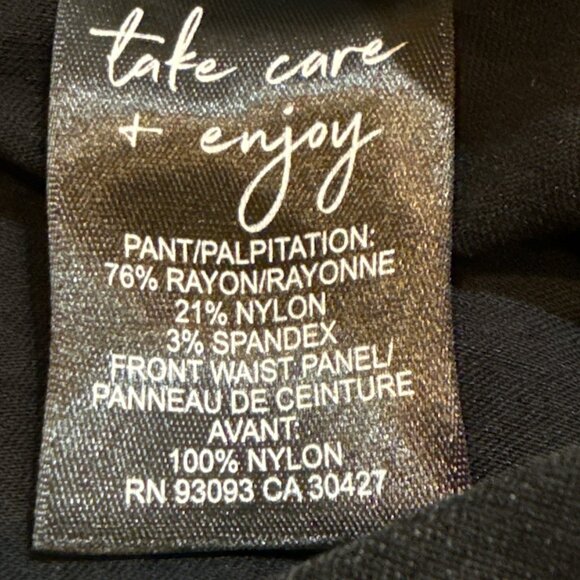 take care
+ enjoy
PANT/PALPITATION:
76% RAYON/RAYONNE
21% NYLON
3% SPANDEX
FRONT WAIST PANEL/
PANNEAU DE CEINTURE
AVANT:
100% NYLON
RN 93093 CA 30427